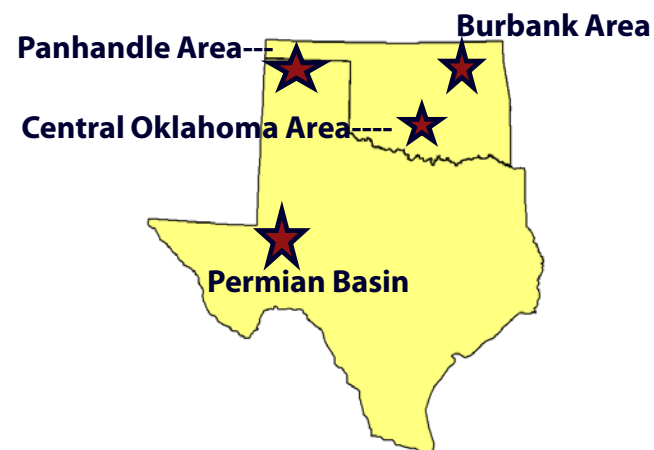 Burbank Area
Panhandle Area---
Central Oklahoma Area----
Permian Basin